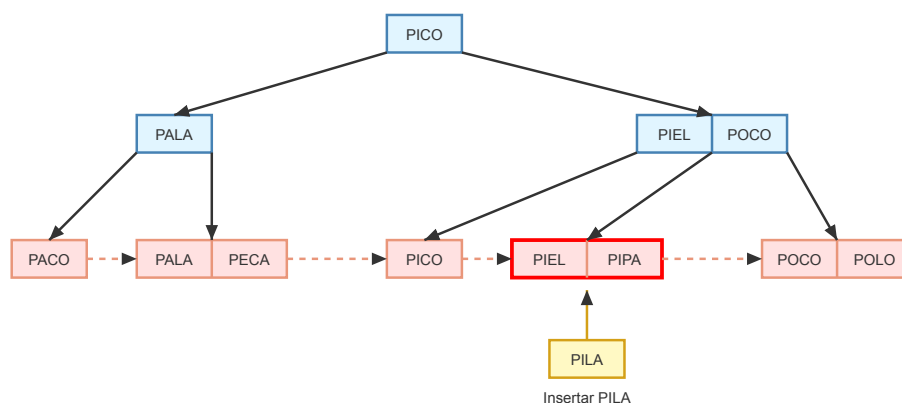 PICO
PALA
PIEL POCO
PACO
PALA PECA
PICO
PIEL PIPA
POCO POLO
PILA
Insertar PILA